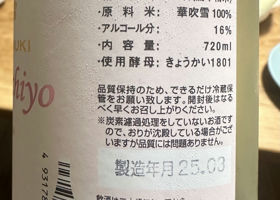 UKI
hiyo
・原料米： 華吹雪100%
・アルコール分： 16%
・内容量： 720ml
・使用酵母：きょうかい1801
品質保持のため、できるだけ冷蔵保
管をお願い致します。開封後はなる
べく早くお召し上がりください。
※炭素濾過処理をしていないお酒です
ので、おりが沈殿している場合がござ
いますが品質には問題ありません。
製造年月 25.03
4 93178